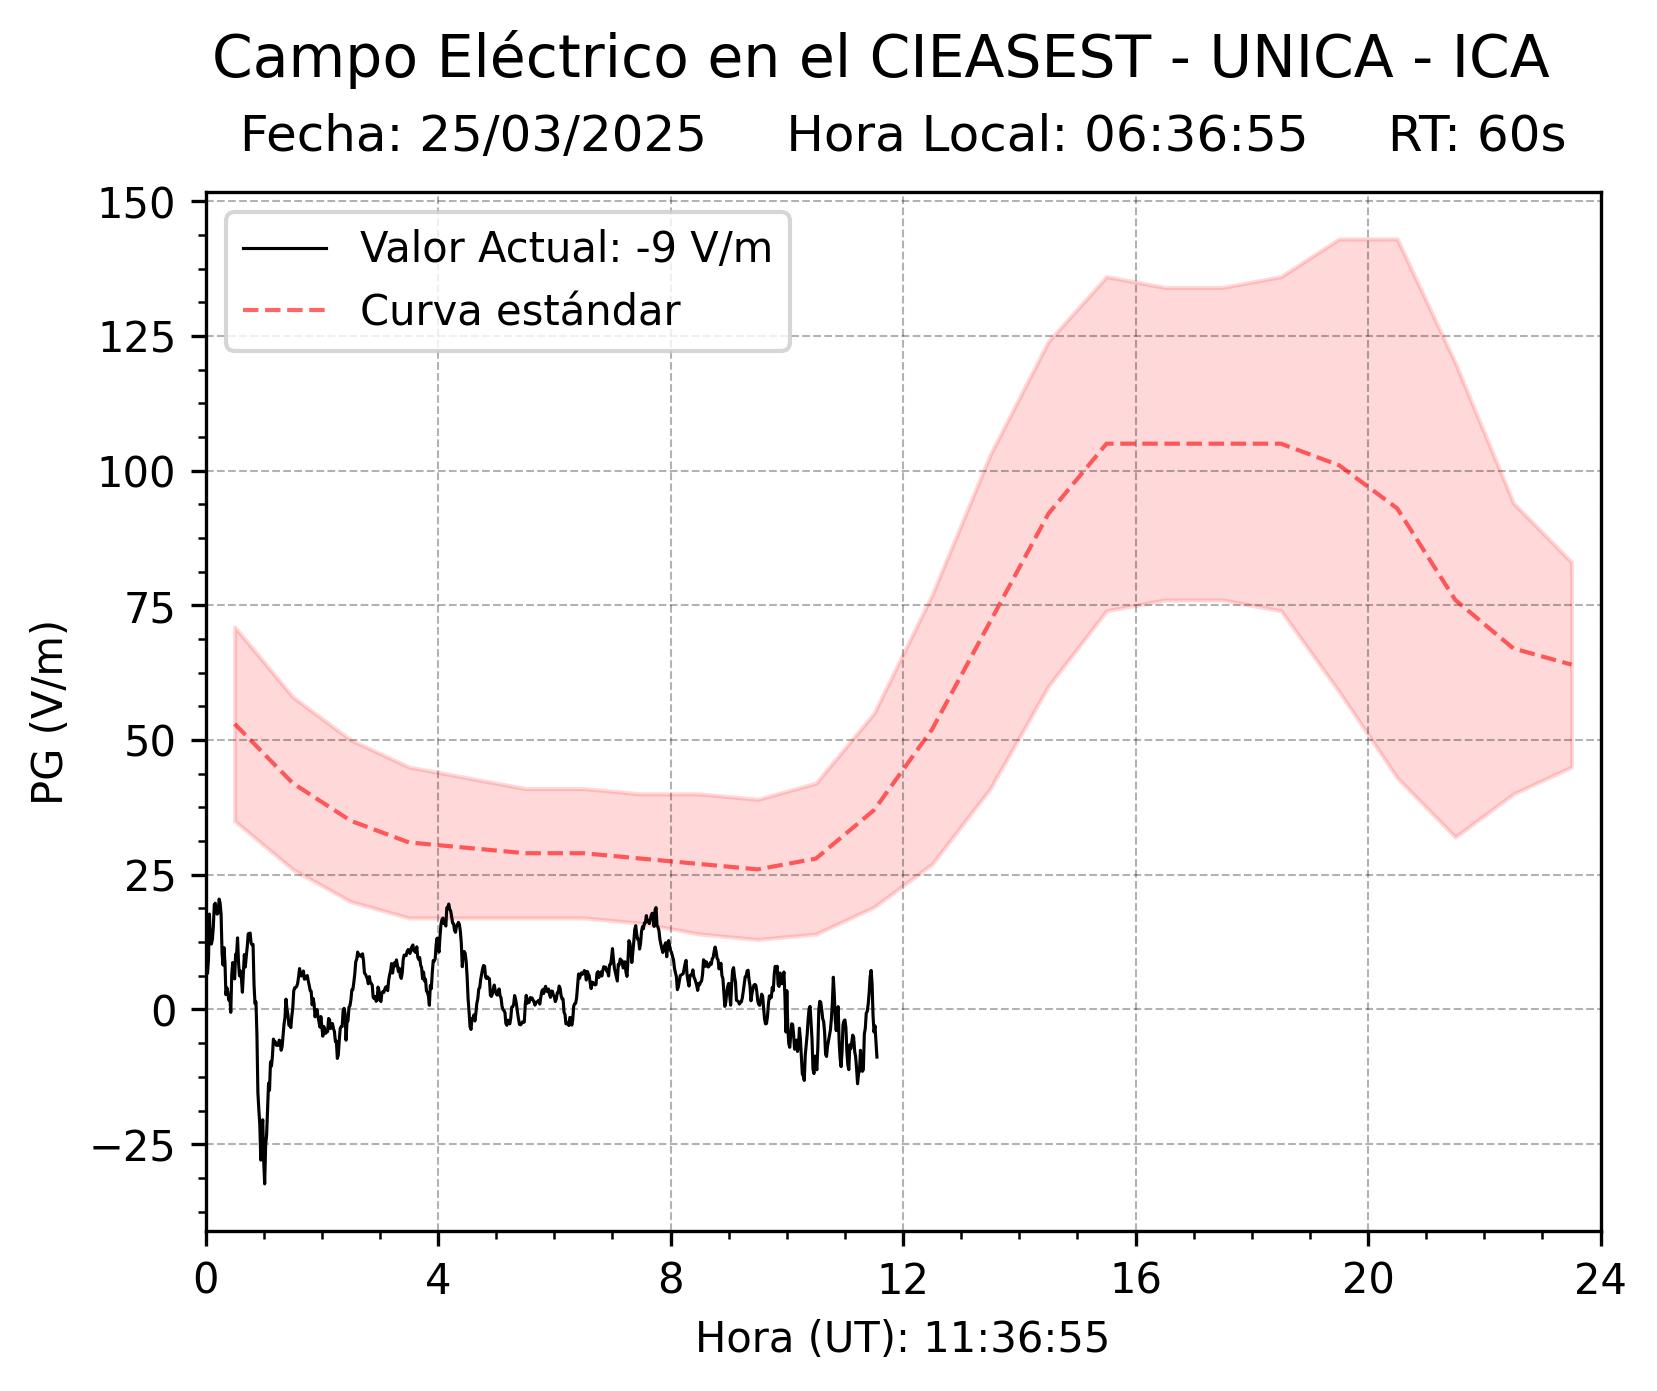 Campo Eléctrico en el CIEASEST - UNICA - ICA
Fecha: 25/03/2025 Hora Local: 06:36:55 RT: 60s
Valor Actual: -9 V/m
Curva estándar
150
125
100
75
50
25
0
−25
PG (V/m)
0 4 8 12 16 20 24
Hora (UT): 11:36:55